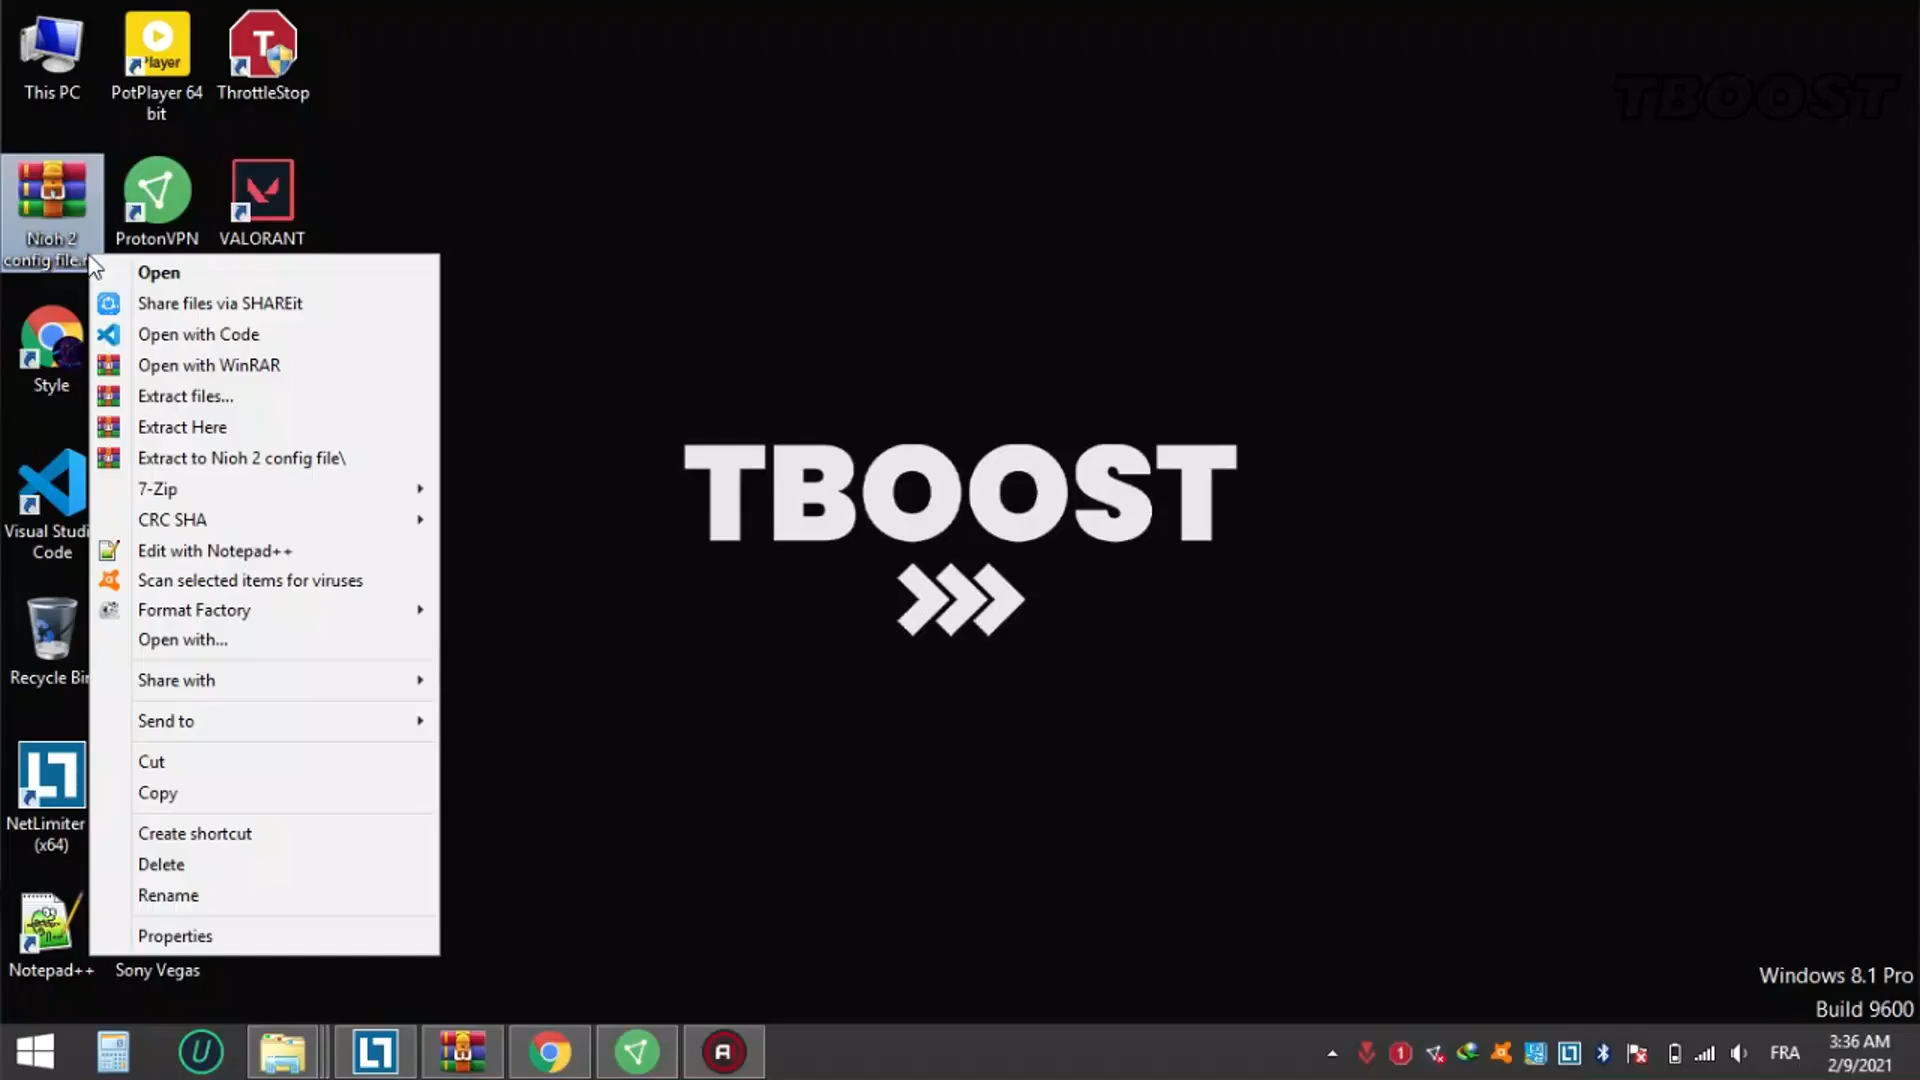 This PC
PotPlayer 64
bit
ThrottleStop
TBOOST
Nioh 2
config file.r
ProtonVPN
VALORANT
Open
Share files via SHAREit
Open with Code
Open with WinRAR
Extract files...
Extract Here
Extract to Nioh 2 config file\
7-Zip
CRC SHA
Edit with Notepad++
Scan selected items for viruses
Format Factory
Open with...
Share with
Send to
Cut
Copy
Create shortcut
Delete
Rename
Properties
Style
Visual Studi
Code
Recycle Bin
NetLimiter
(x64)
Notepad++
Sony Vegas
TBOOST
Windows 8.1 Pro
Build 9600
FRA
3:36 AM
2/9/2021